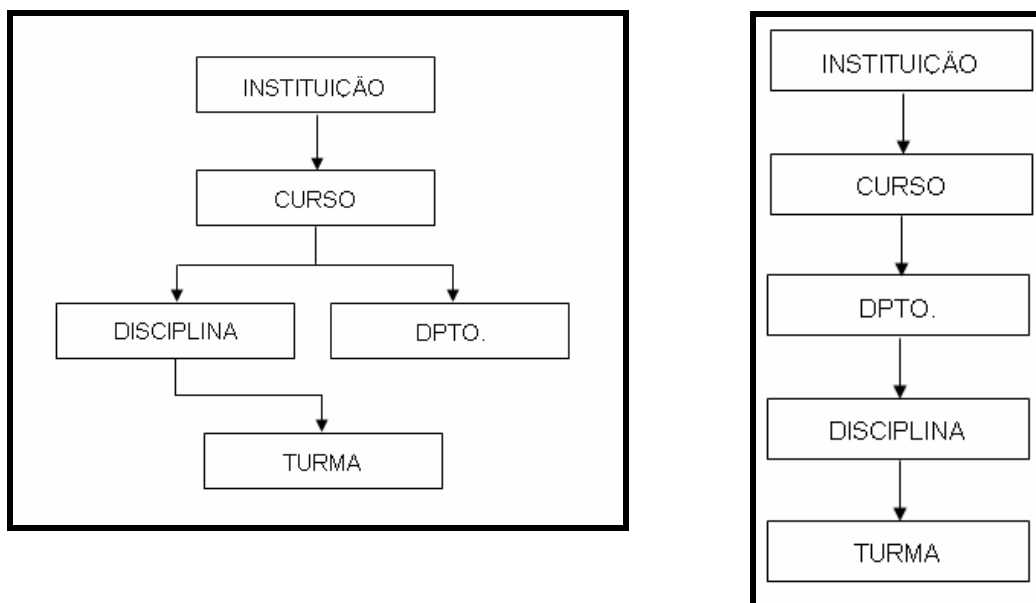 INSTITUIÇÃO
CURSO
DISCIPLINA
DPTO.
TURMA
INSTITUIÇÃO
CURSO
DPTO.
DISCIPLINA
TURMA